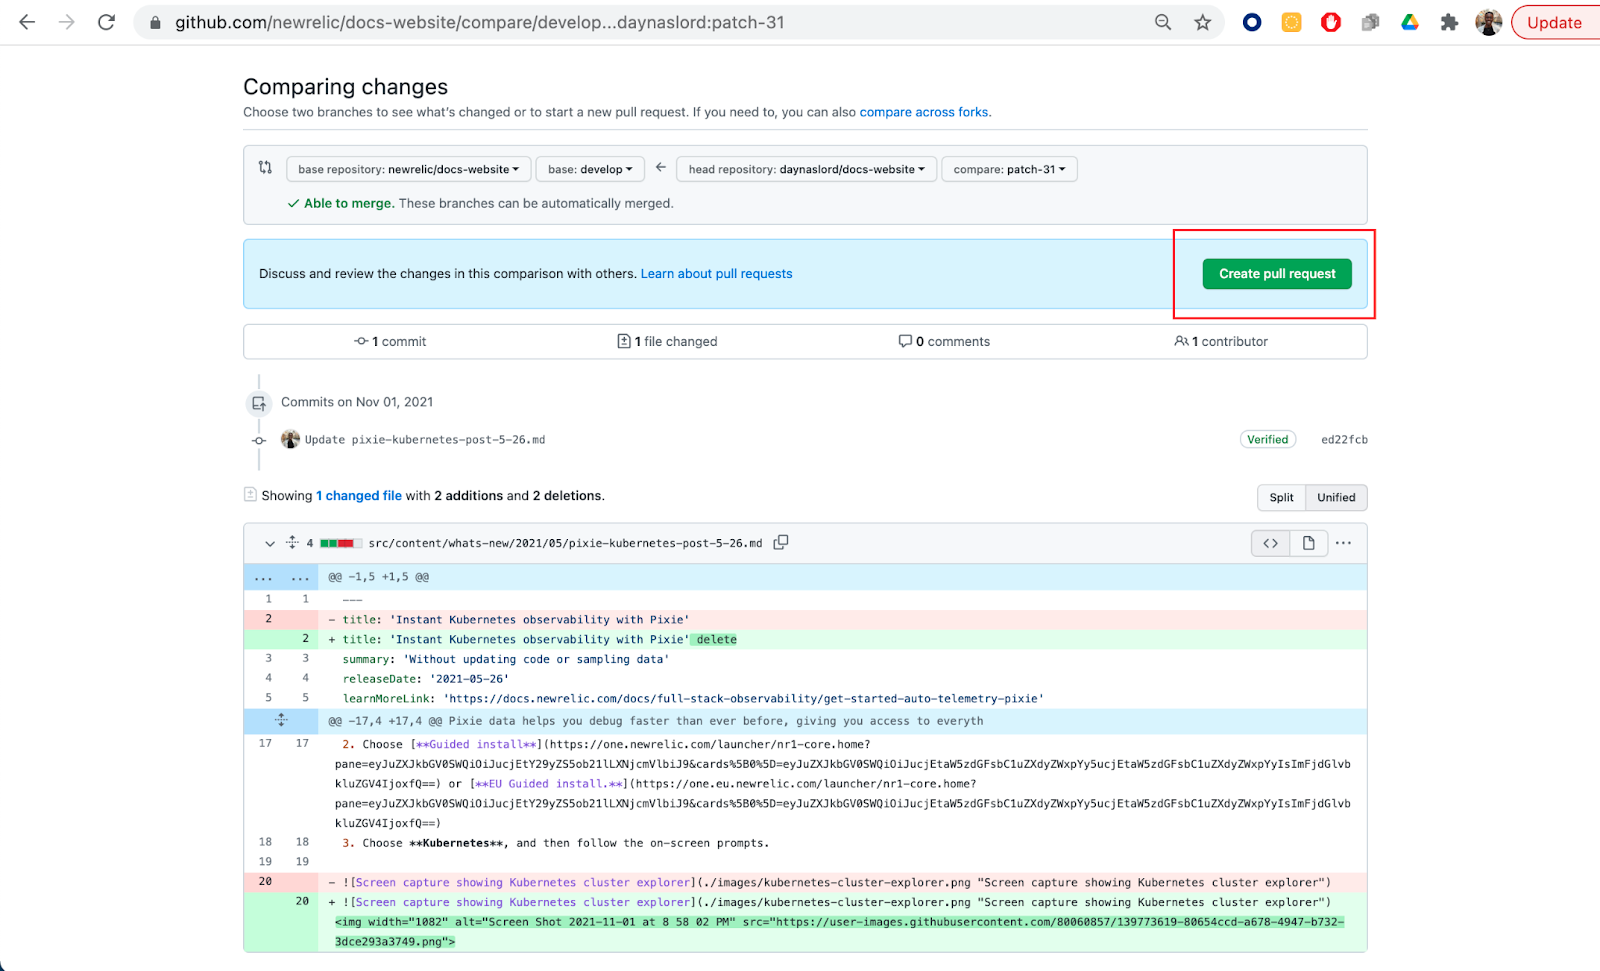 github.com/newrelic/docs-website/compare/develop...daynaslord:patch-31
Update
Comparing changes
Choose two branches to see what's changed or to start a new pull request. If you need to, you can also compare across forks.
base repository: newrelic/docs-website base: develop head repository: daynaslord/docs-website compare: patch-31
Able to merge. These branches can be automatically merged.
Discuss and review the changes in this comparison with others. Learn about pull requests
Create pull request
1 commit 1 file changed 0 comments 1 contributor
Commits on Nov 01, 2021
Update pixie-kubernetes-post-5-26.md Verified ed22fcb
Showing 1 changed file with 2 additions and 2 deletions. Split Unified
4 src/content/whats-new/2021/05/pixie-kubernetes-post-5-26.md <> ...
... ... @@ -1,5 +1,5 @@
1 1 ---
2 - title: 'Instant Kubernetes observability with Pixie'
2 + title: 'Instant Kubernetes observability with Pixie' delete
3 3 summary: 'Without updating code or sampling data'
4 4 releaseDate: '2021-05-26'
5 5 learnMoreLink: 'https://docs.newrelic.com/docs/full-stack-observability/get-started-auto-telemetry-pixie'
@@ -17,4 +17,4 @@ Pixie data helps you debug faster than ever before, giving you access to everyth
17 17 2. Choose [**Guided install**](https://one.newrelic.com/launcher/nr1-core.home?
pane=eyJuZXJkbGV0SWQiOiJucjEtY29yZS5ob21lLXNjcmVlbiJ9&cards%5B0%5D=eyJuZXJkbGV0SWQiOiJucjEtaW5zdGFsbC1uZXdyZWxpYy5ucjEtaW5zdGFsbC1uZXdyZWxpYyIsImFjdGlvb
kluZGV4IjoxfQ==) or [**EU Guided install.**](https://one.eu.newrelic.com/launcher/nr1-core.home?
pane=eyJuZXJkbGV0SWQiOiJucjEtY29yZS5ob21lLXNjcmVlbiJ9&cards%5B0%5D=eyJuZXJkbGV0SWQiOiJucjEtaW5zdGFsbC1uZXdyZWxpYy5ucjEtaW5zdGFsbC1uZXdyZWxpYyIsImFjdGlvb
kluZGV4IjoxfQ==)
18 18 3. Choose **Kubernetes**, and then follow the on-screen prompts.
19 19
20 - ![Screen capture showing Kubernetes cluster explorer](./images/kubernetes-cluster-explorer.png "Screen capture showing Kubernetes cluster explorer")
20 + ![Screen capture showing Kubernetes cluster explorer](./images/kubernetes-cluster-explorer.png "Screen capture showing Kubernetes cluster explorer")
<img width="1082" alt="Screen Shot 2021-11-01 at 8 58 02 PM" src="https://user-images.githubusercontent.com/80060857/139773619-80654ccd-a678-4947-b732-
3dce293a3749.png">